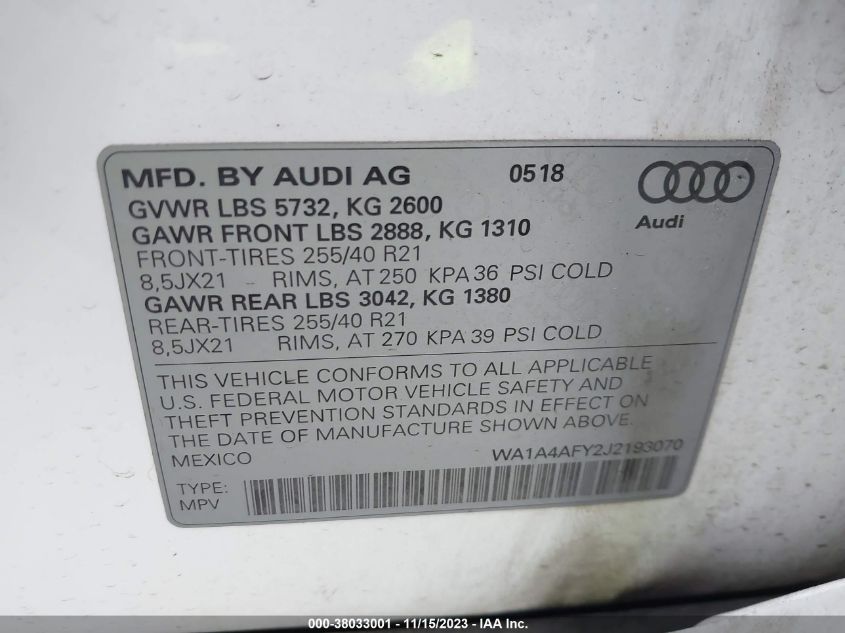 MFD. BY AUDI AG 0518
Audi
GVWR LBS 5732, KG 2600
GAWR FRONT LBS 2888, KG 1310
FRONT-TIRES 255/40 R21
8,5JX21 RIMS, AT 250 KPA 36 PSI COLD
GAWR REAR LBS 3042, KG 1380
REAR-TIRES 255/40 R21
8,5JX21 RIMS, AT 270 KPA 39 PSI COLD
THIS VEHICLE CONFORMS TO ALL APPLICABLE
U.S. FEDERAL MOTOR VEHICLE SAFETY AND
THEFT PREVENTION STANDARDS IN EFFECT ON
THE DATE OF MANUFACTURE SHOWN ABOVE.
MEXICO WA1A4AFY2J2193070
TYPE:
MPV
000-38033001 - 11/15/2023 - IAA Inc.